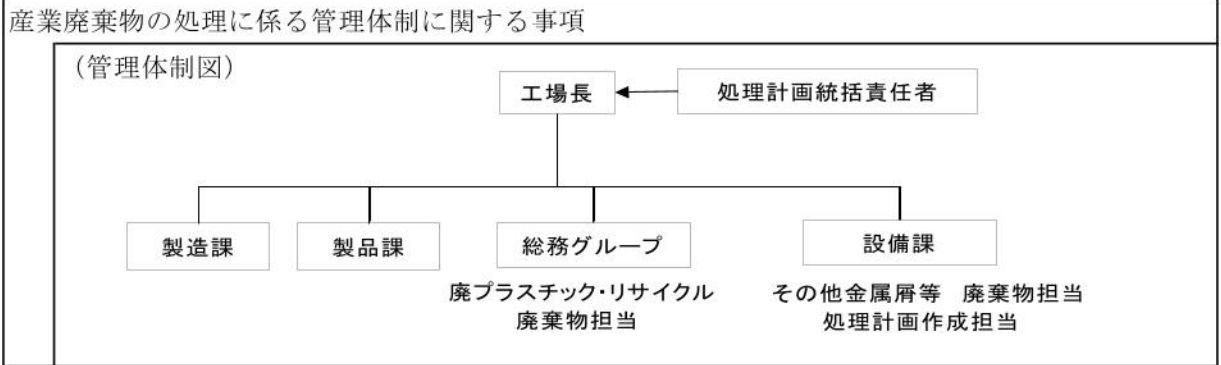 産業廃棄物の処理に係る管理体制に関する事項
（管理体制図）
工場長
処理計画統括責任者
製造課
製品課
総務グループ
設備課
廃プラスチック・リサイクル
廃棄物担当
その他金属屑等　廃棄物担当
処理計画作成担当